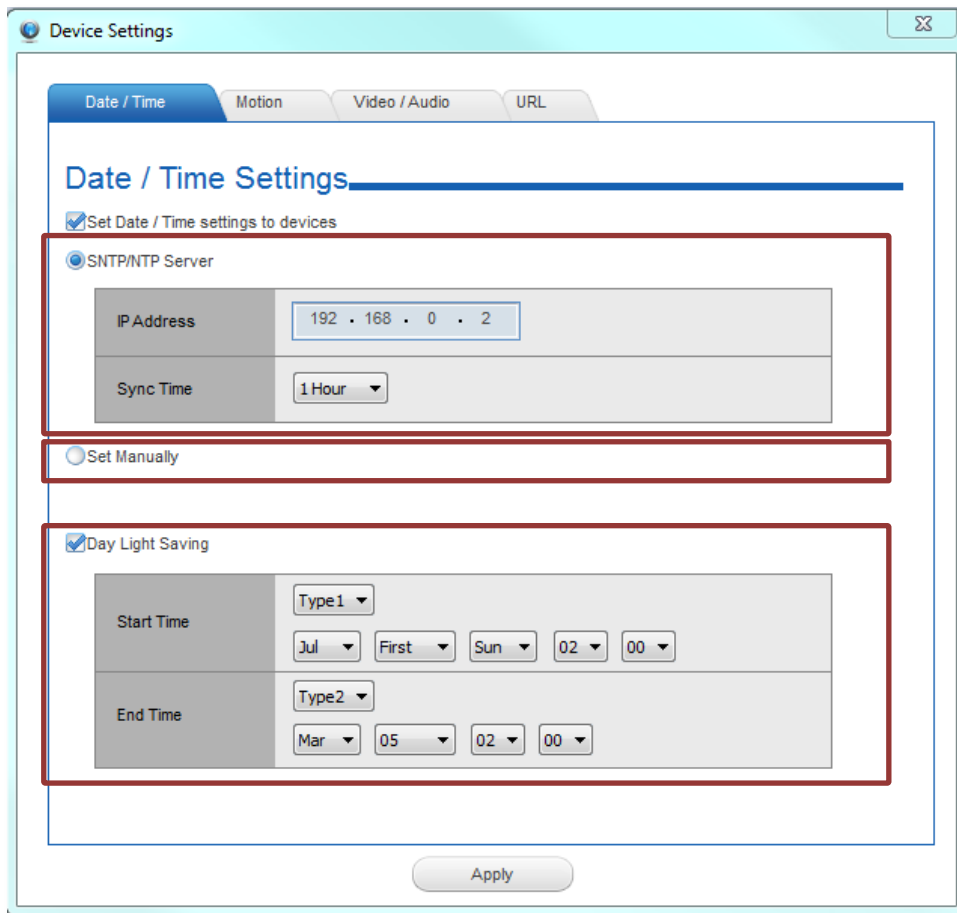 Device Settings
Date / Time Motion Video / Audio URL
Date / Time Settings
Set Date / Time settings to devices
SNTP/NTP Server
IP Address 192 . 168 . 0 . 2
Sync Time 1 Hour
Set Manually
Day Light Saving
Type1
Start Time
Jul First Sun 02 00
Type2
End Time
Mar 05 02 00
Apply